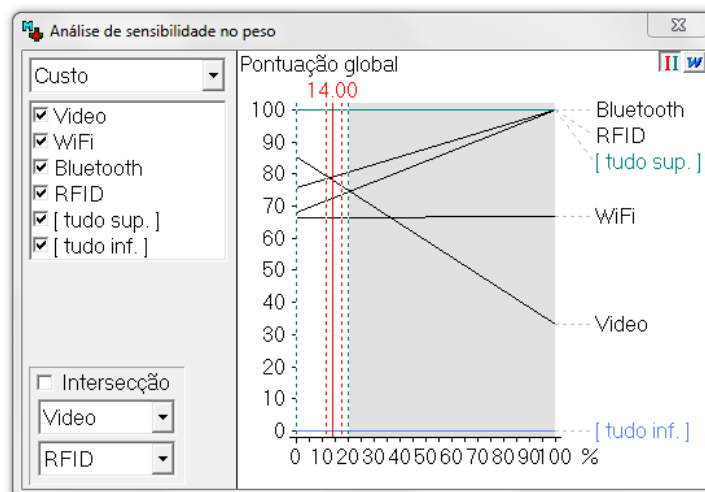 Análise de sensibilidade no peso
Custo
Video
WiFi
Bluetooth
RFID
[ tudo sup. ]
[ tudo inf. ]
Intersecção
Video
RFID
Pontuação global
14.00
100
90
80
70
60
50
40
30
20
10
0
0 10 20 30 40 50 60 70 80 90 100 %
Bluetooth
RFID
[ tudo sup. ]
WiFi
Video
[ tudo inf. ]